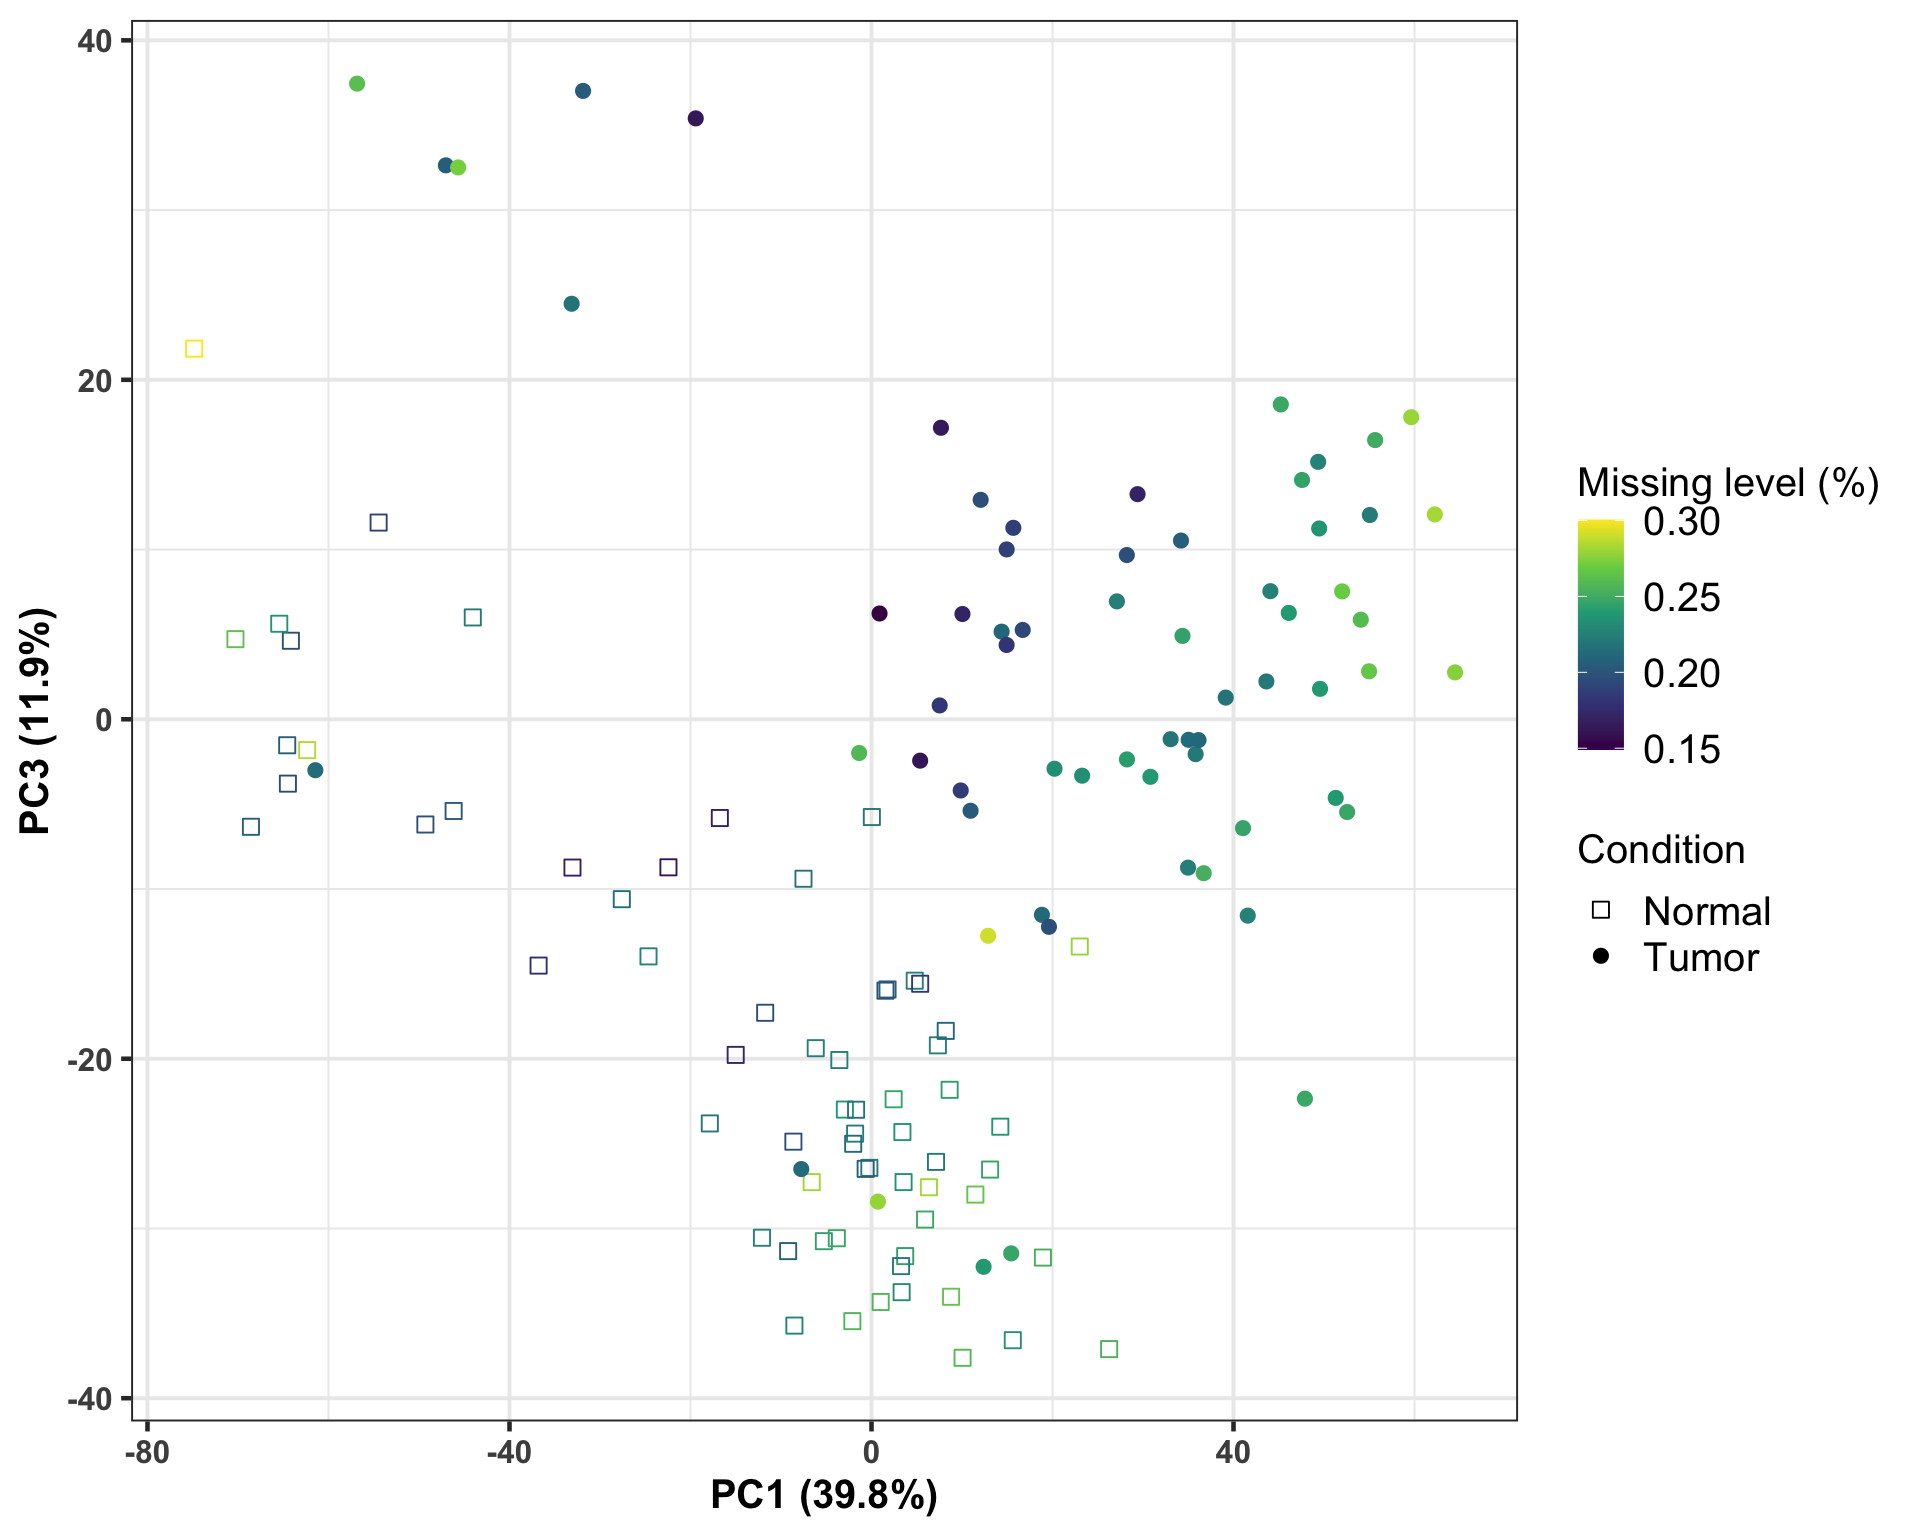 40
20
0
-20
-40
-80
-40
0
40
PC1 (39.8%)
PC3 (11.9%)
Missing level (%)
0.30
0.25
0.20
0.15
Condition
Normal
Tumor